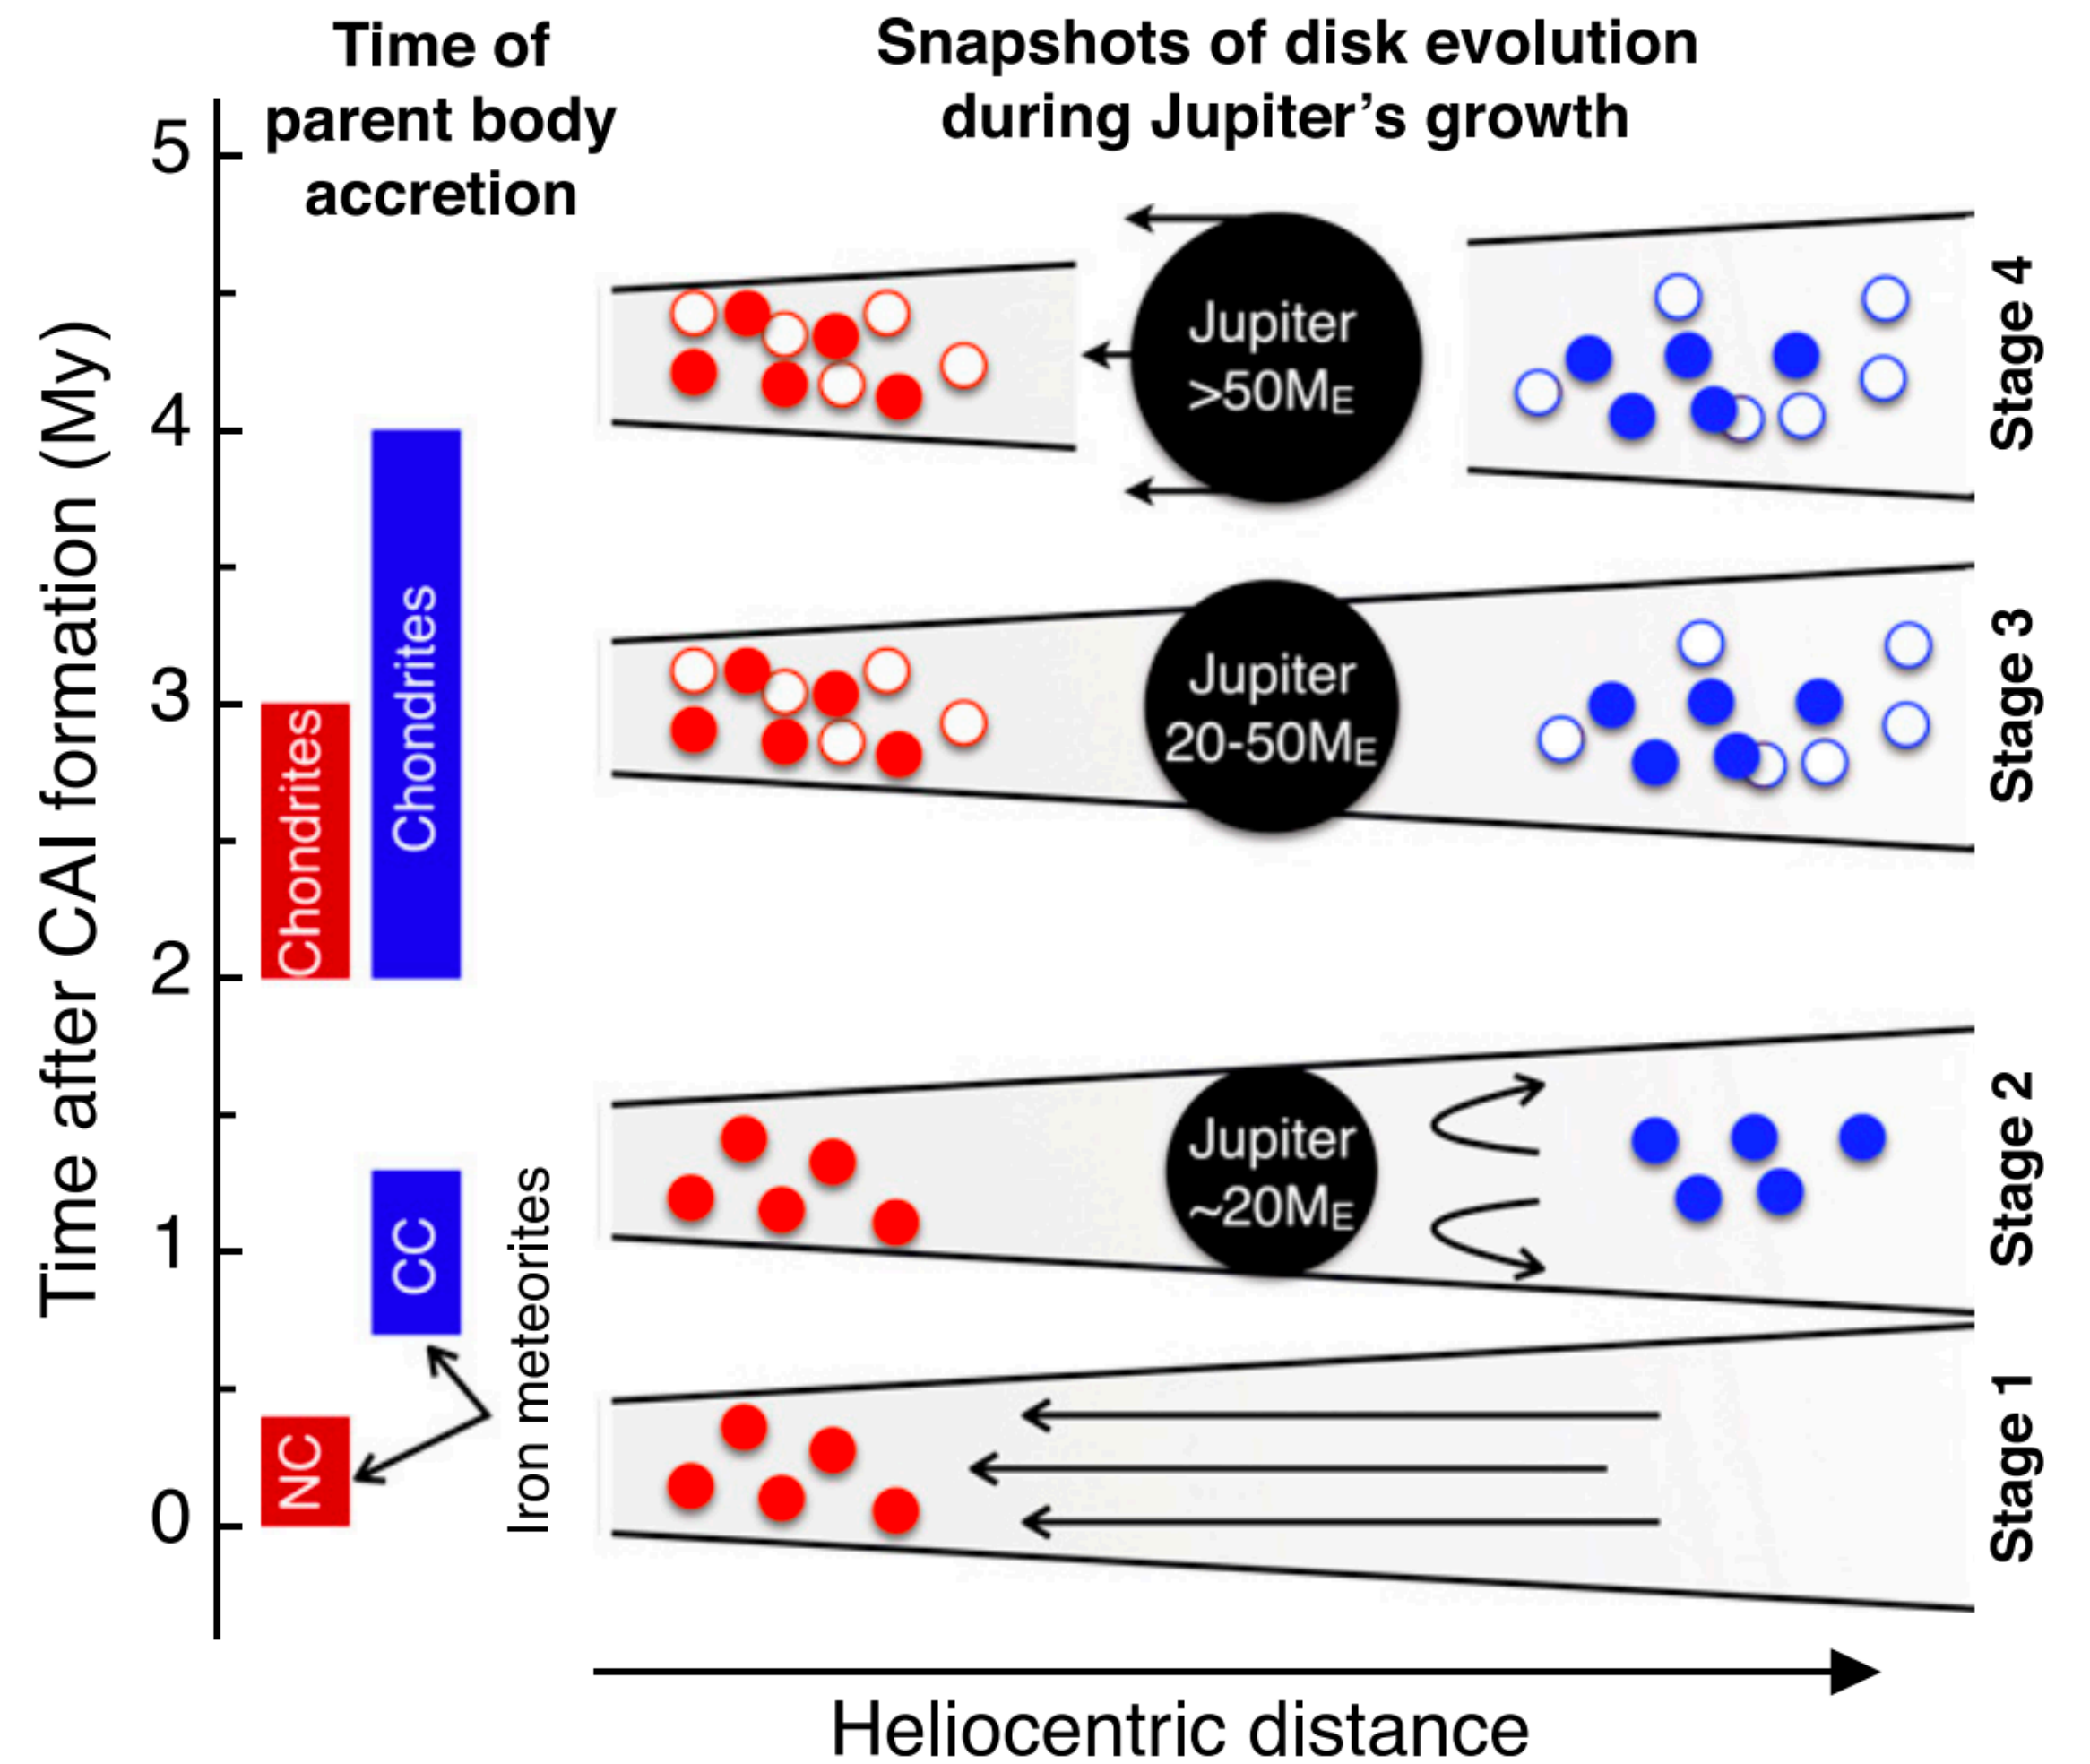 Time of
parent body
accretion
Snapshots of disk evolution
during Jupiter's growth
Time after CAI formation (My)
5
4
3
2
1
0
Chondrites
Chondrites
CC
NC
Iron meteorites
Jupiter
>50ME
Stage 4
Jupiter
20-50ME
Stage 3
Jupiter
~20ME
Stage 2
Stage 1
Heliocentric distance